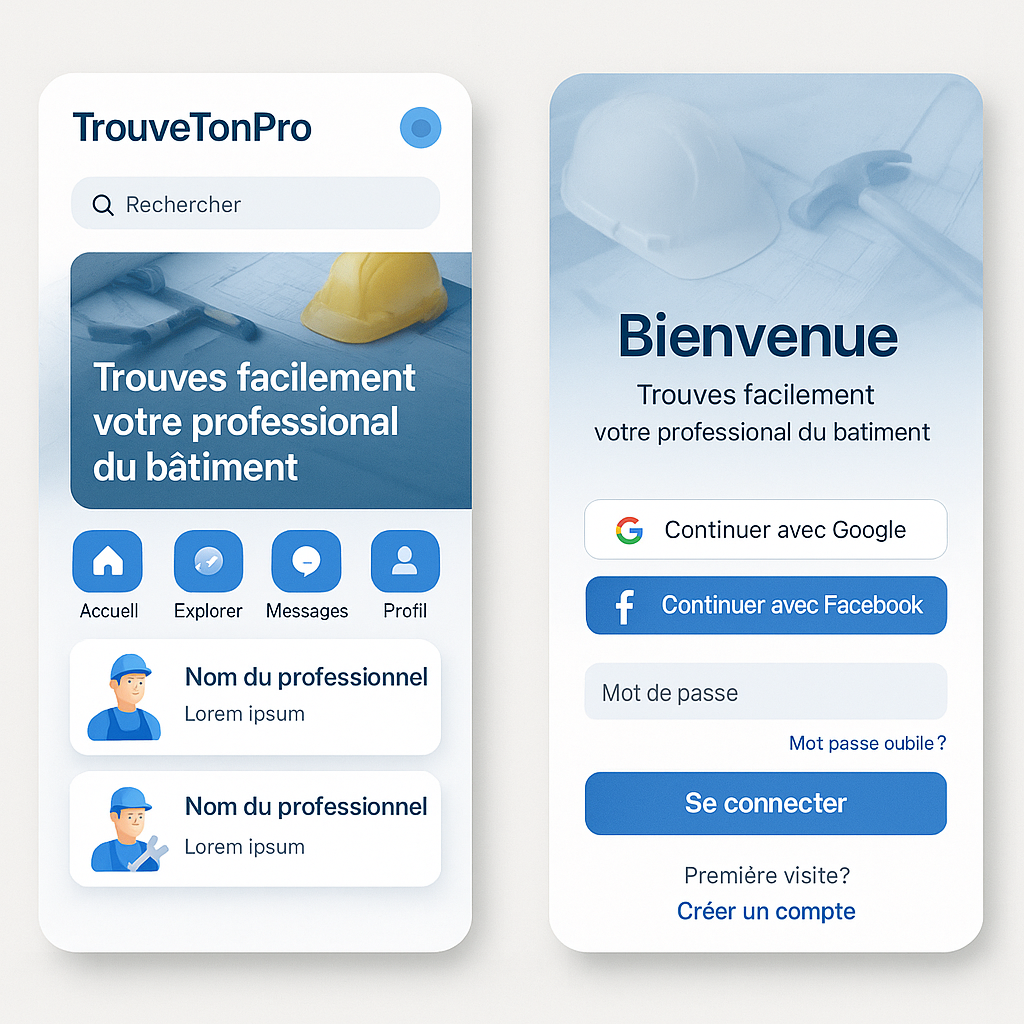 TrouveTonPro
Rechercher
Trouves facilement
votre professional
du bâtiment
Accuell
Explorer
Messages
Profil
Nom du professionnel
Lorem ipsum
Nom du professionnel
Lorem ipsum
Bienvenue
Trouves facilement
votre professional du batiment
Continuer avec Google
Continuer avec Facebook
Mot de passe
Mot passe oubile?
Se connecter
Première visite?
Créer un compte